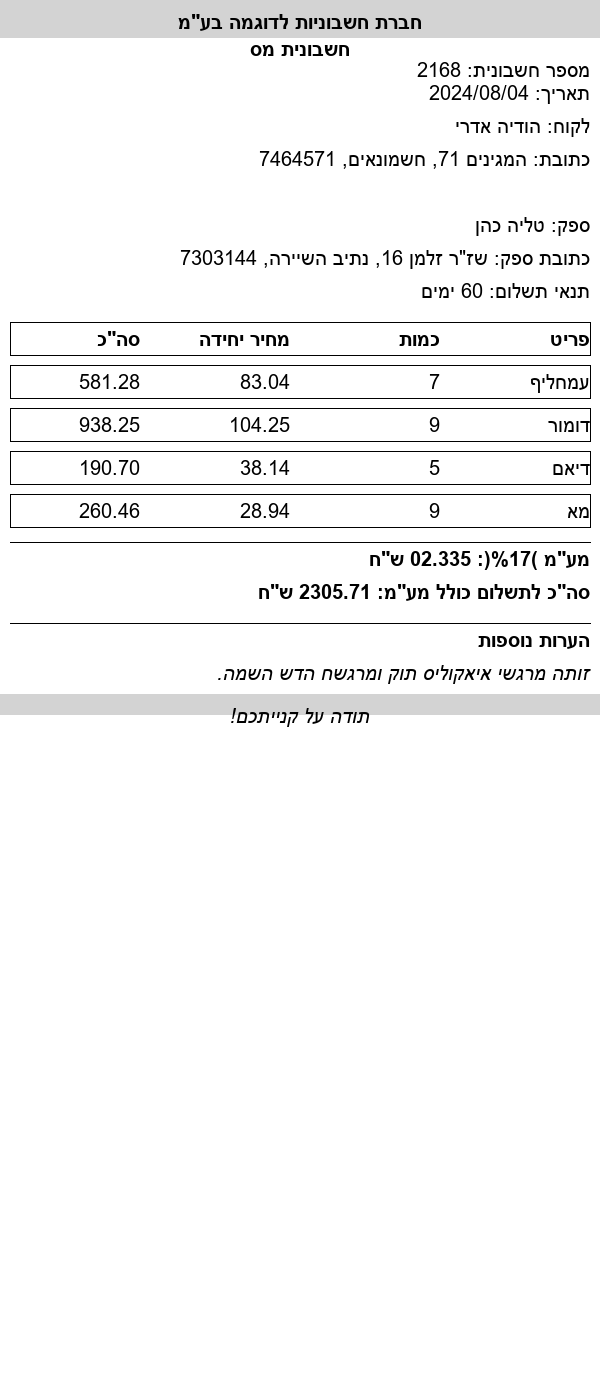 חברת חשבוניות לדוגמה בע"מ
חשבונית מס
מספר חשבונית: 2168
תאריך: 2024/08/04
לקוח: הודיה אדרי
כתובת: המגינים 71, חשמונאים, 7464571
ספק: טליה כהן
כתובת ספק: שז"ר זלמן 16, נתיב השיירה, 7303144
תנאי תשלום: 60 ימים
פריט כמות מחיר יחידה סה"כ
עמחליף 7 83.04 581.28
דומור 9 104.25 938.25
דיאם 5 38.14 190.70
מא 9 28.94 260.46
מע"מ )17%(: 02.335 ש"ח
סה"כ לתשלום כולל מע"מ: 2305.71 ש"ח
הערות נוספות
זותה מרגשי איאקוליס תוק ומרגשח הדש השמה.
תודה על קנייתכם!